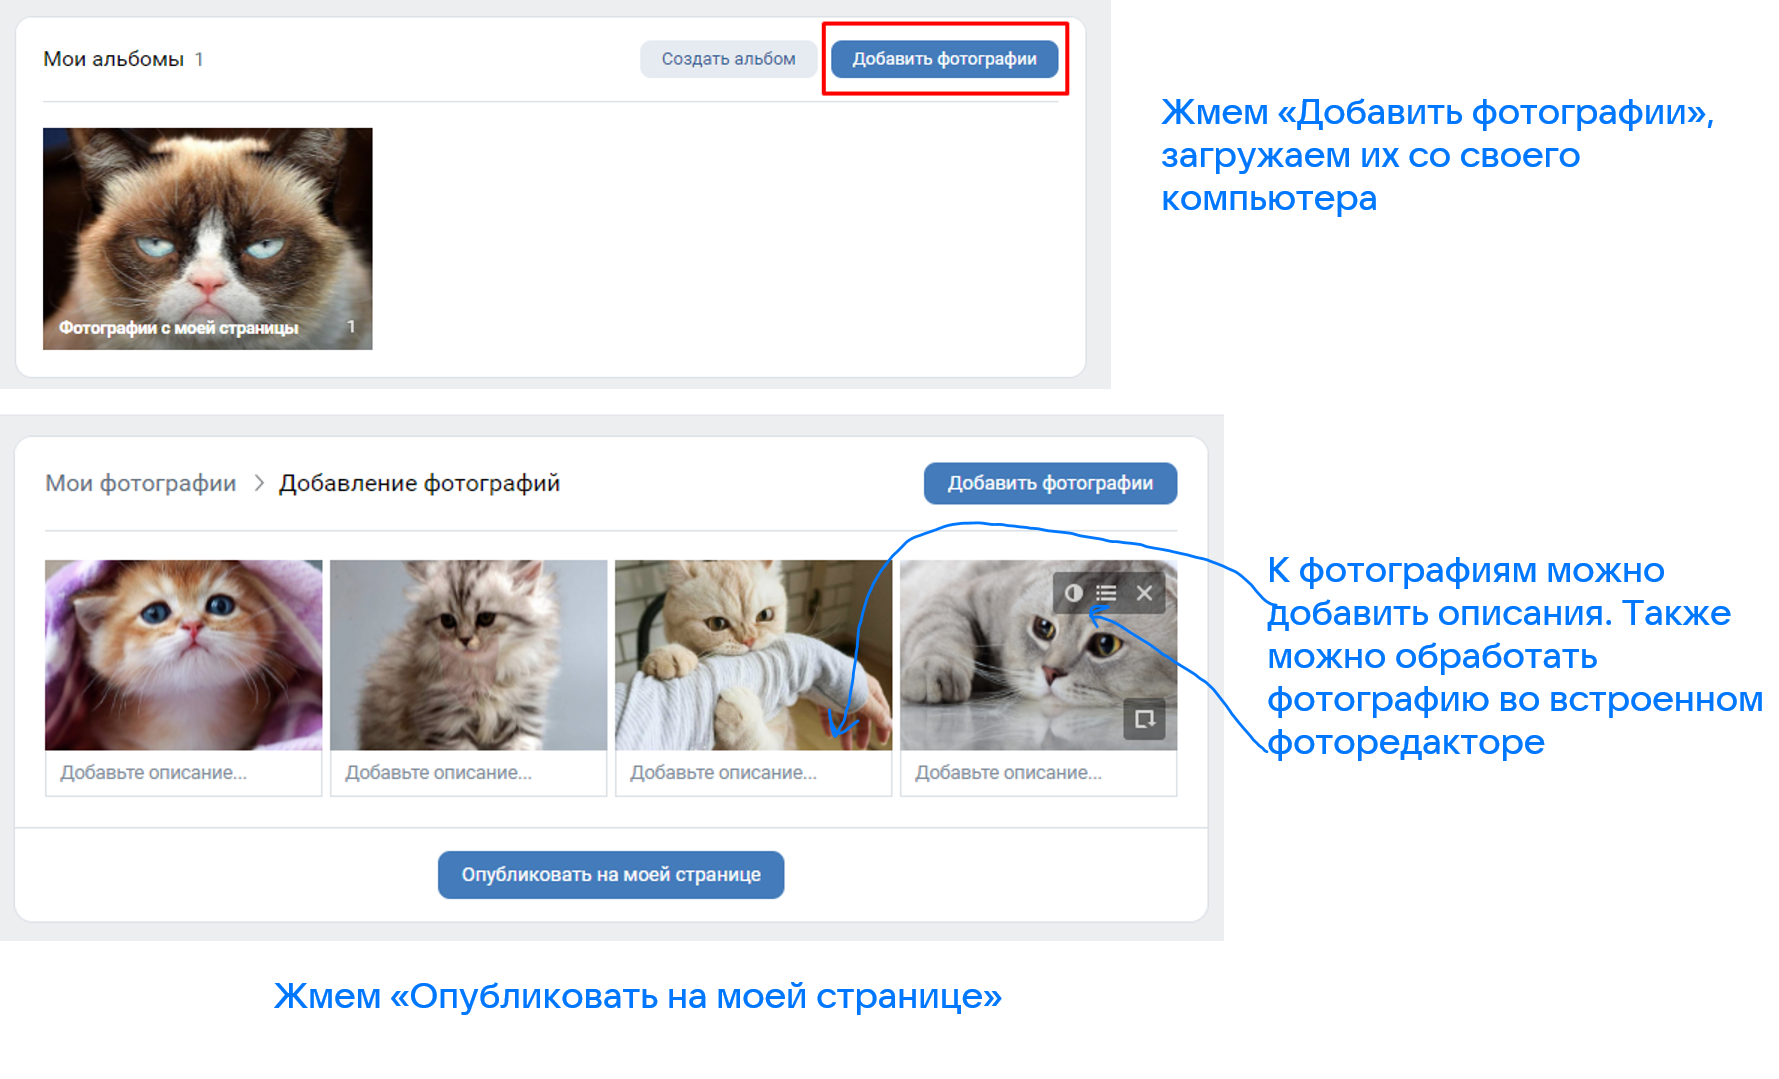 Мои альбомы 1
Создать альбом
Добавить фотографии
Фотографии с моей страницы 1
Жмем «Добавить фотографии»,
загружаем их со своего
компьютера
Мои фотографии > Добавление фотографий
Добавить фотографии
Добавьте описание...
Добавьте описание...
Добавьте описание...
Добавьте описание...
К фотографиям можно
добавить описания. Также
можно обработать
фотографию во встроенном
фоторедакторе
Опубликовать на моей странице
Жмем «Опубликовать на моей странице»